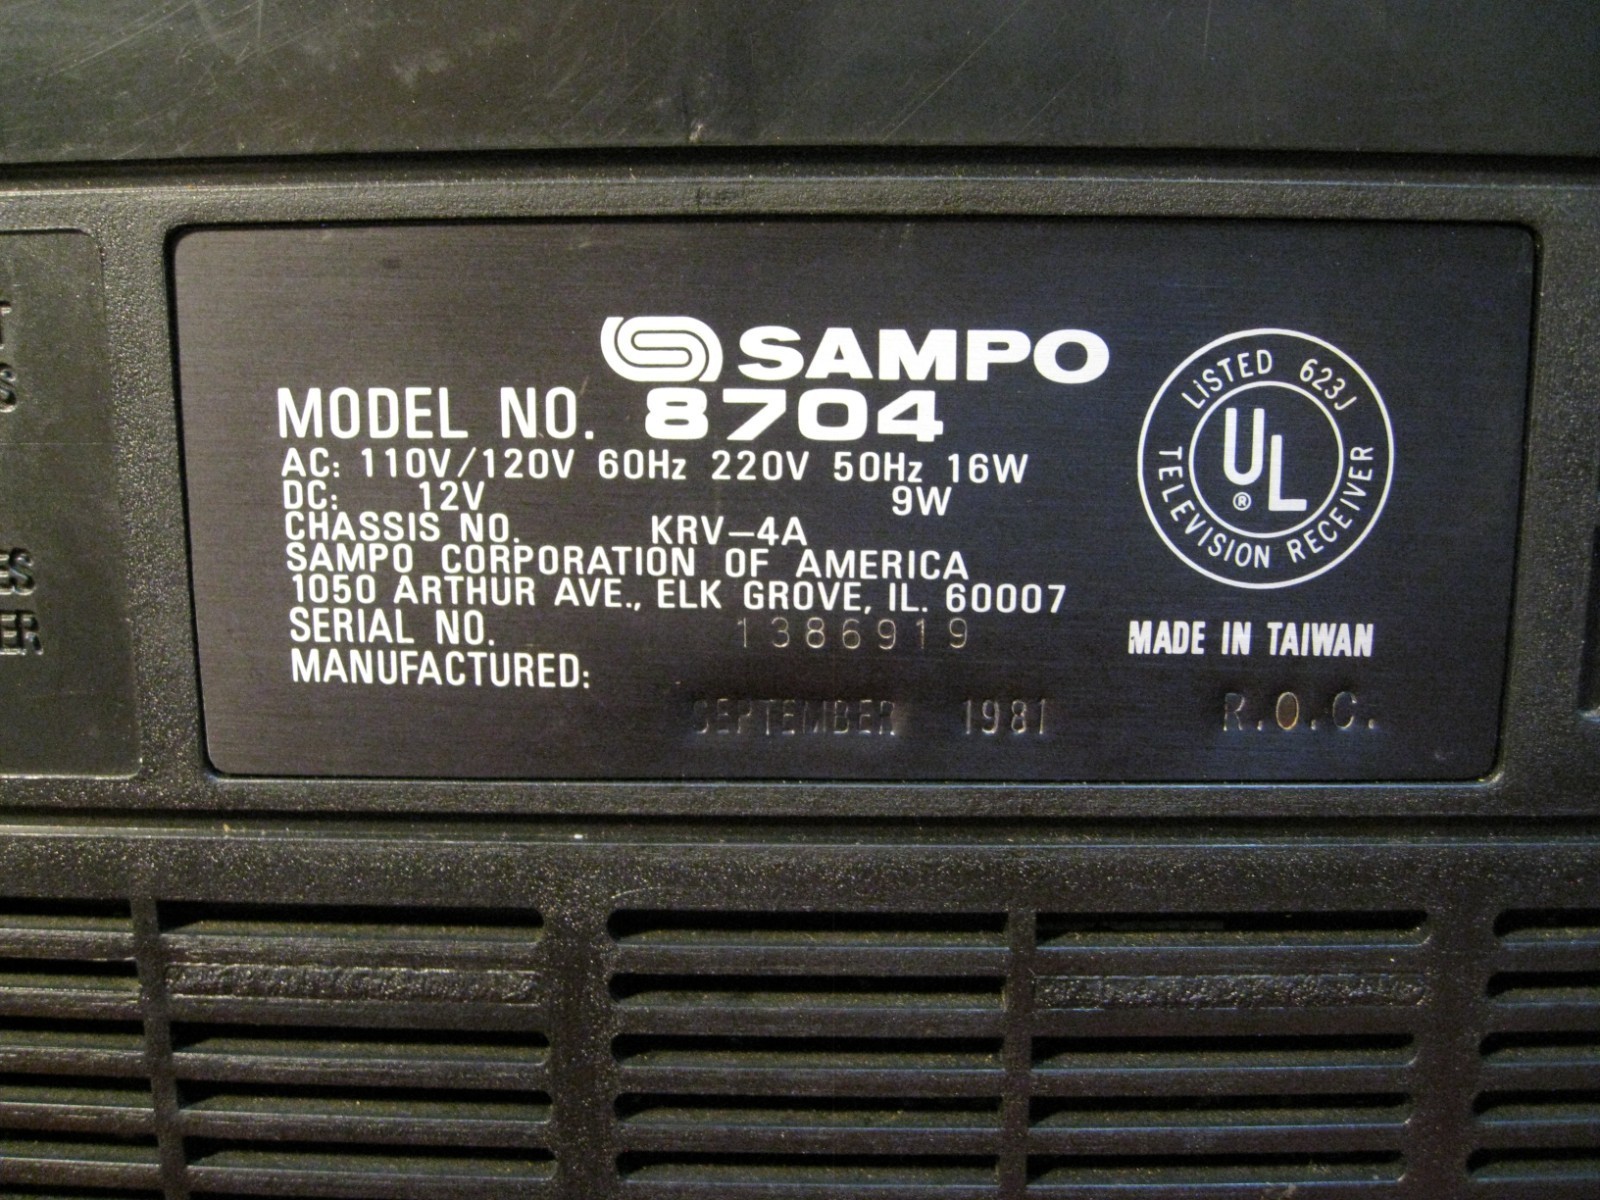 SAMPO
MODEL NO. 8704
AC: 110V/120V 60Hz 220V 50Hz 16W
DC: 12V 9W
CHASSIS NO. KRV-4A
SAMPO CORPORATION OF AMERICA
1050 ARTHUR AVE., ELK GROVE, IL. 60007
SERIAL NO. 1386919
MANUFACTURED:
SEPTEMBER 1981
LiSTED 623J
UL
®
TELEVISION RECEIVER
MADE IN TAIWAN
R.O.C.